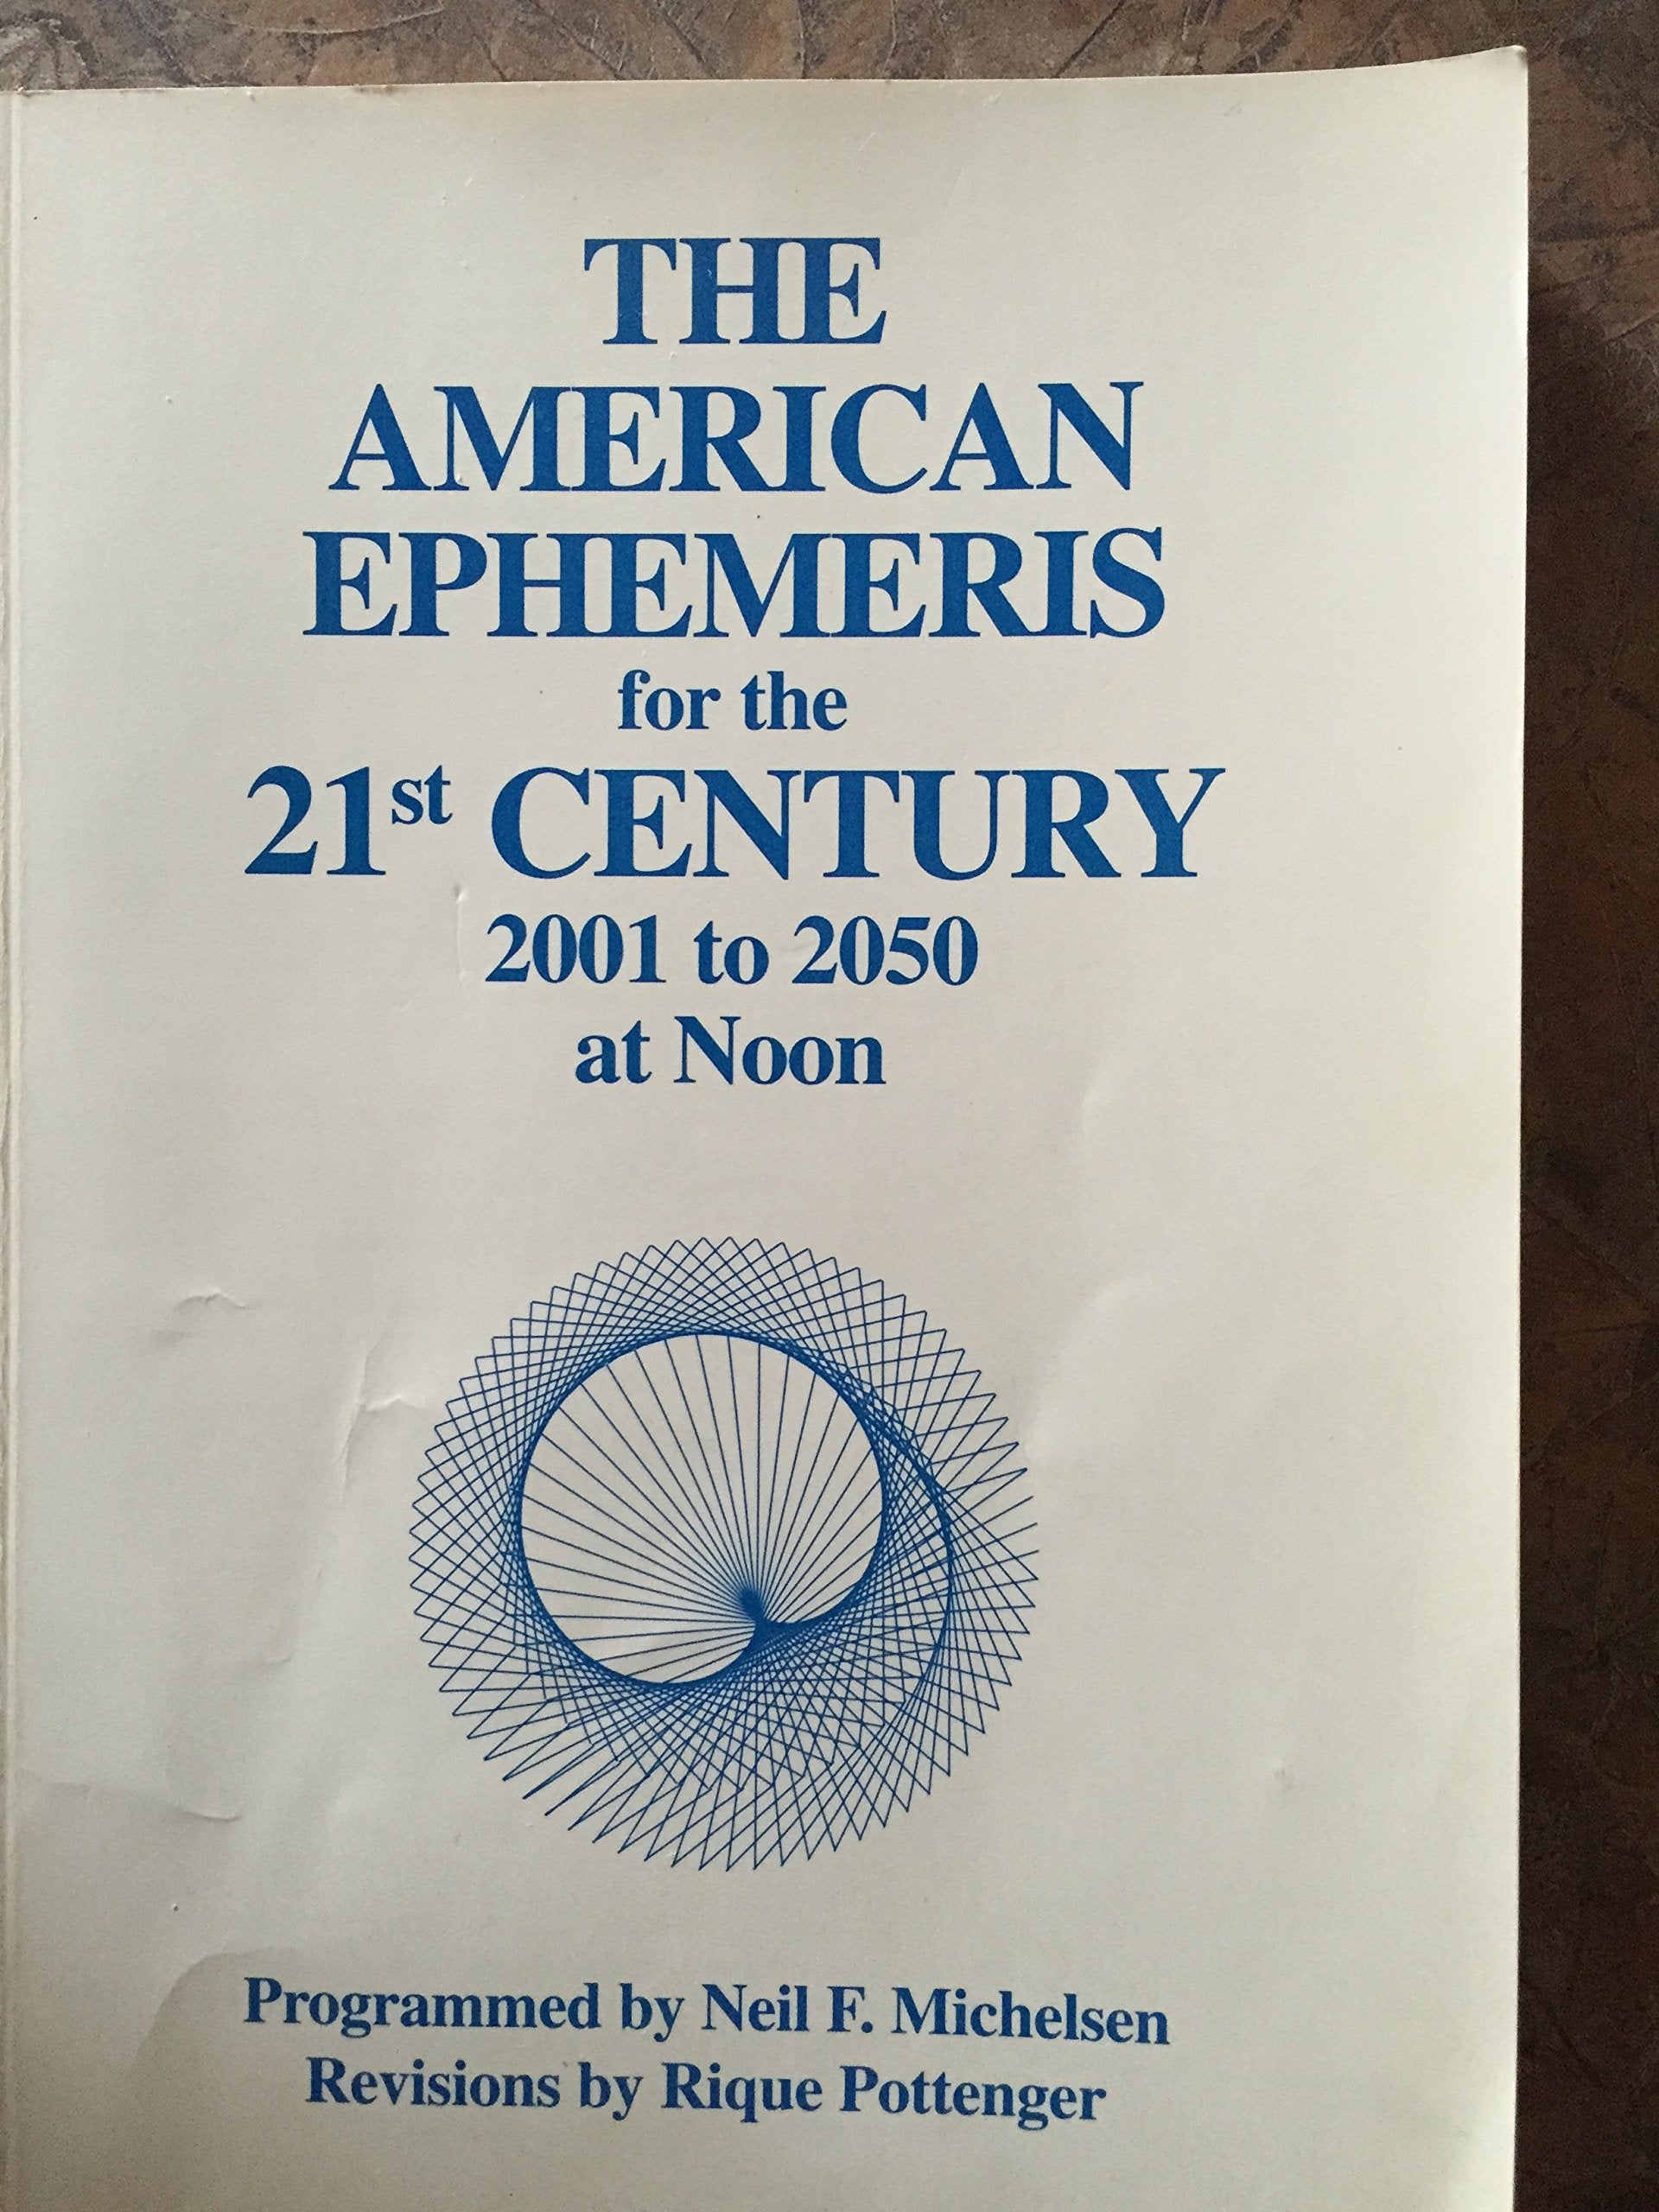 THE
AMERICAN
EPHEMERIS
for the
21st CENTURY
2001 to 2050
at Noon
Programmed by Neil F. Michelsen
Revisions by Rique Pottenger